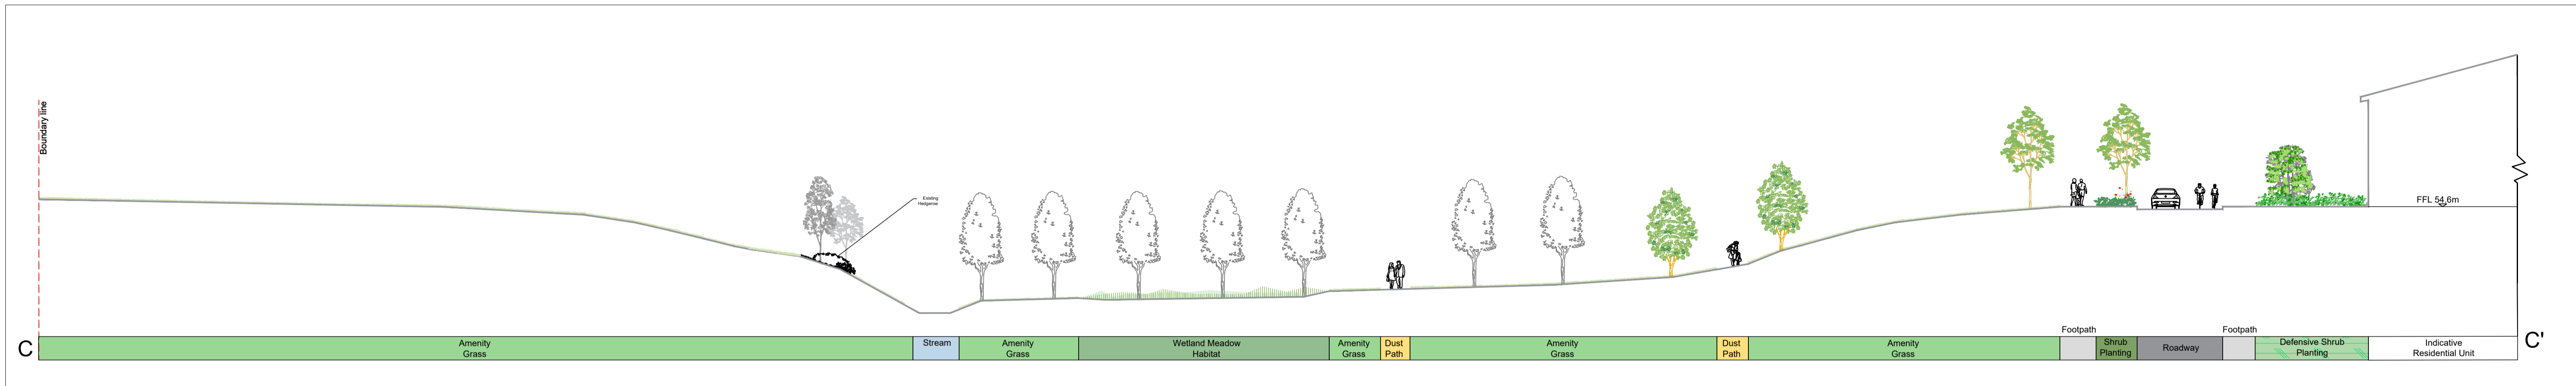 Boundary line
Existing
Hedgerow
FFL 54.6m
Footpath
Footpath
C
Amenity
Grass
Stream
Amenity
Grass
Wetland Meadow
Habitat
Amenity
Grass
Dust
Path
Amenity
Grass
Dust
Path
Amenity
Grass
Shrub
Planting
Roadway
Defensive Shrub
Planting
Indicative
Residential Unit
C'